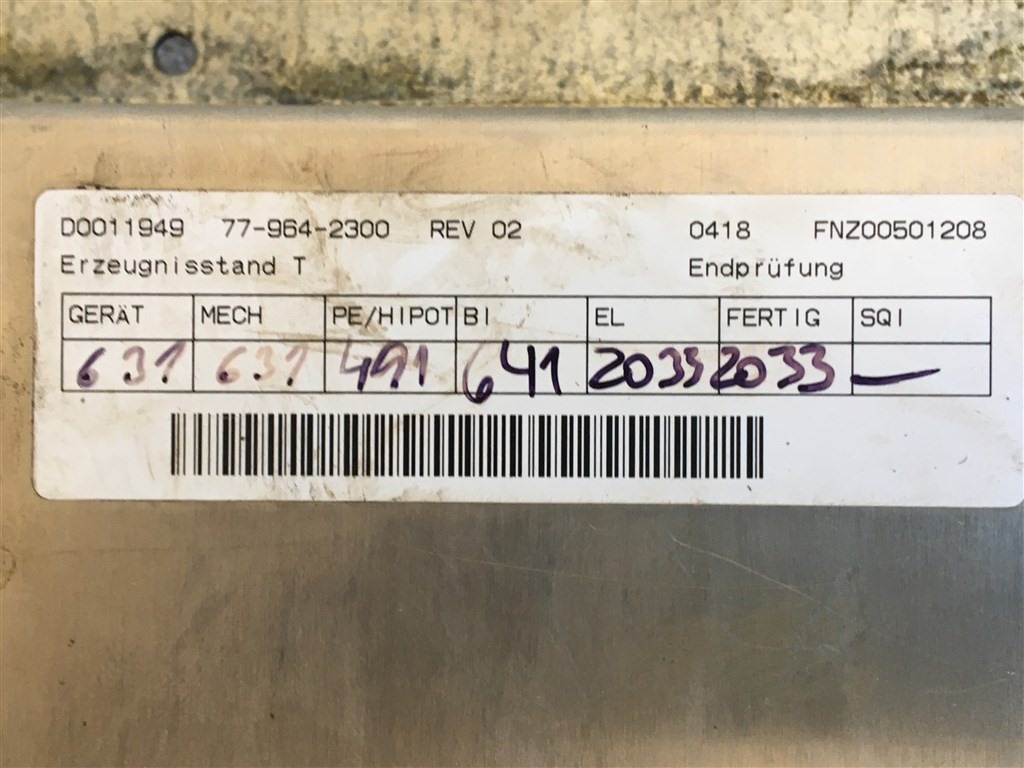 D0011949 77-964-2300 REV 02 0418 FNZ00501208
Erzeugnisstand T Endprüfung
GERÄT MECH PE/HIPOT BI EL FERTIG SQI
631 631 491 641 2033 2033 —